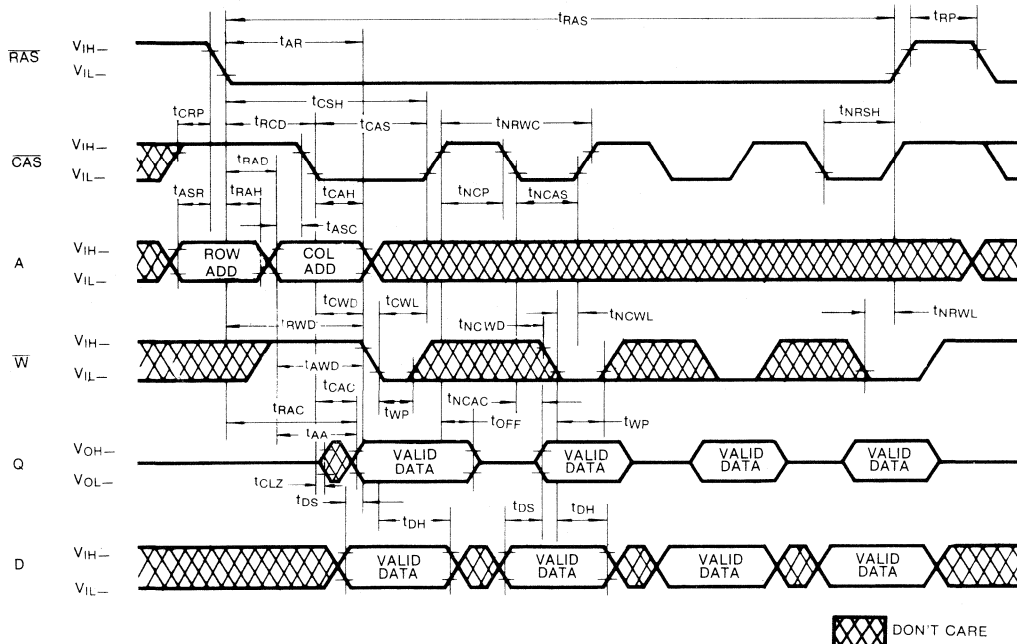 tRAS
tRP
tAR
RAS
VIH
VIL
tCSH
tCRP
tRCD
tCAS
tNRWC
tNRSH
CAS
VIH
VIL
tRAD
tASR
tRAH
tCAH
tNCP
tNCAS
tASC
A
VIH
VIL
ROW ADD
COL ADD
tCWD
tCWL
tRWD
tNCWD
tNCWL
tNRWL
W
VIH
VIL
tAWD
tCAC
tWP
tNCAC
tRAC
tOFF
tWP
tAA
Q
VOH
VOL
VALID DATA
VALID DATA
VALID DATA
VALID DATA
tCLZ
tDS
tDH
tDS
tDH
D
VIH
VIL
VALID DATA
VALID DATA
VALID DATA
VALID DATA
DON'T CARE